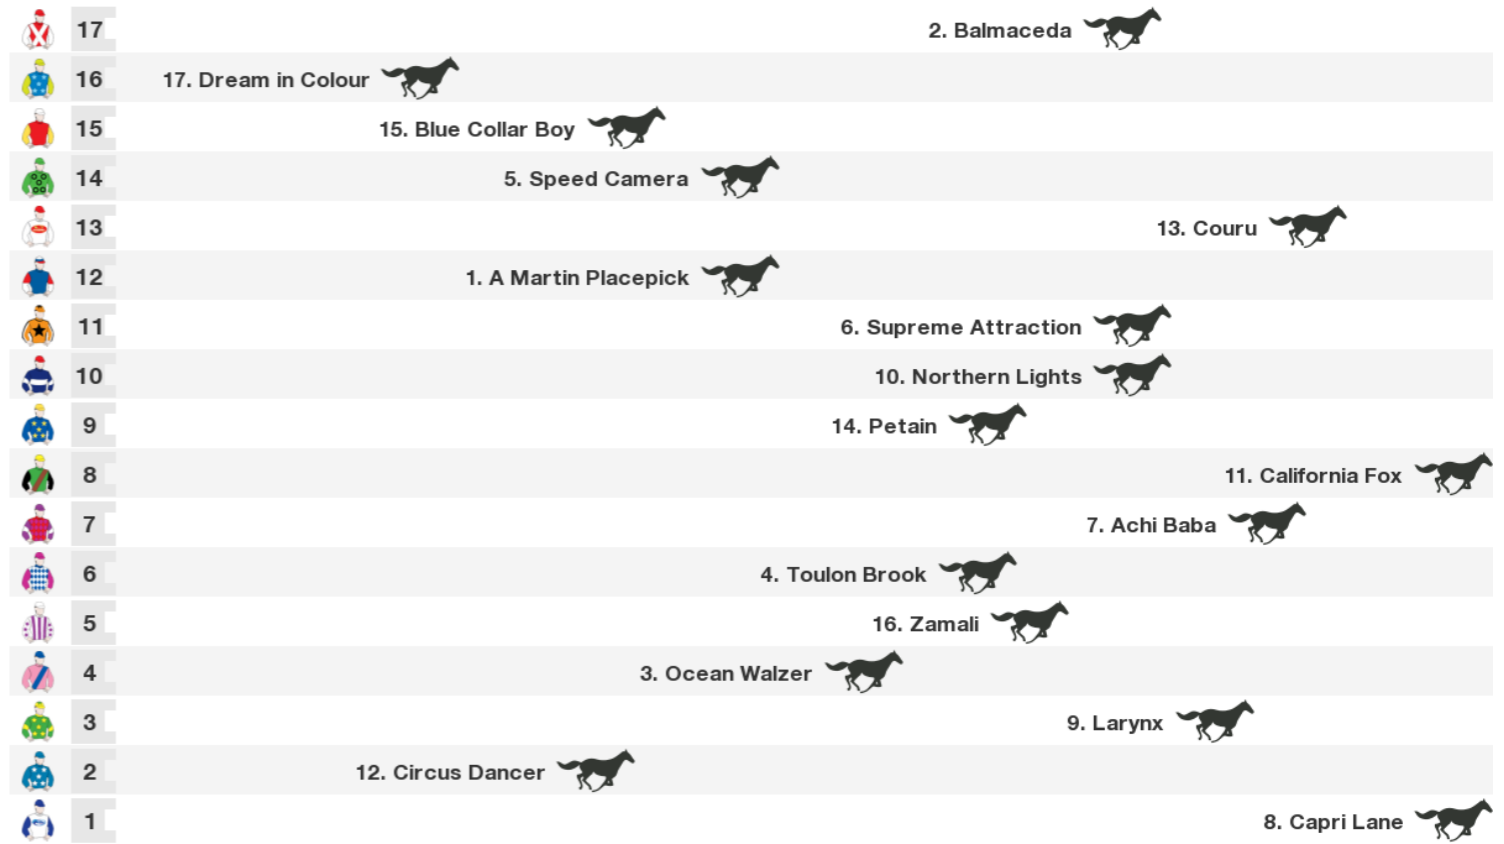 17 2. Balmaceda
16 17. Dream in Colour
15 15. Blue Collar Boy
14 5. Speed Camera
13 13. Couru
12 1. A Martin Placepick
11 6. Supreme Attraction
10 10. Northern Lights
9 14. Petain
8 11. California Fox
7 7. Achi Baba
6 4. Toulon Brook
5 16. Zamali
4 3. Ocean Walzer
3 9. Larynx
2 12. Circus Dancer
1 8. Capri Lane